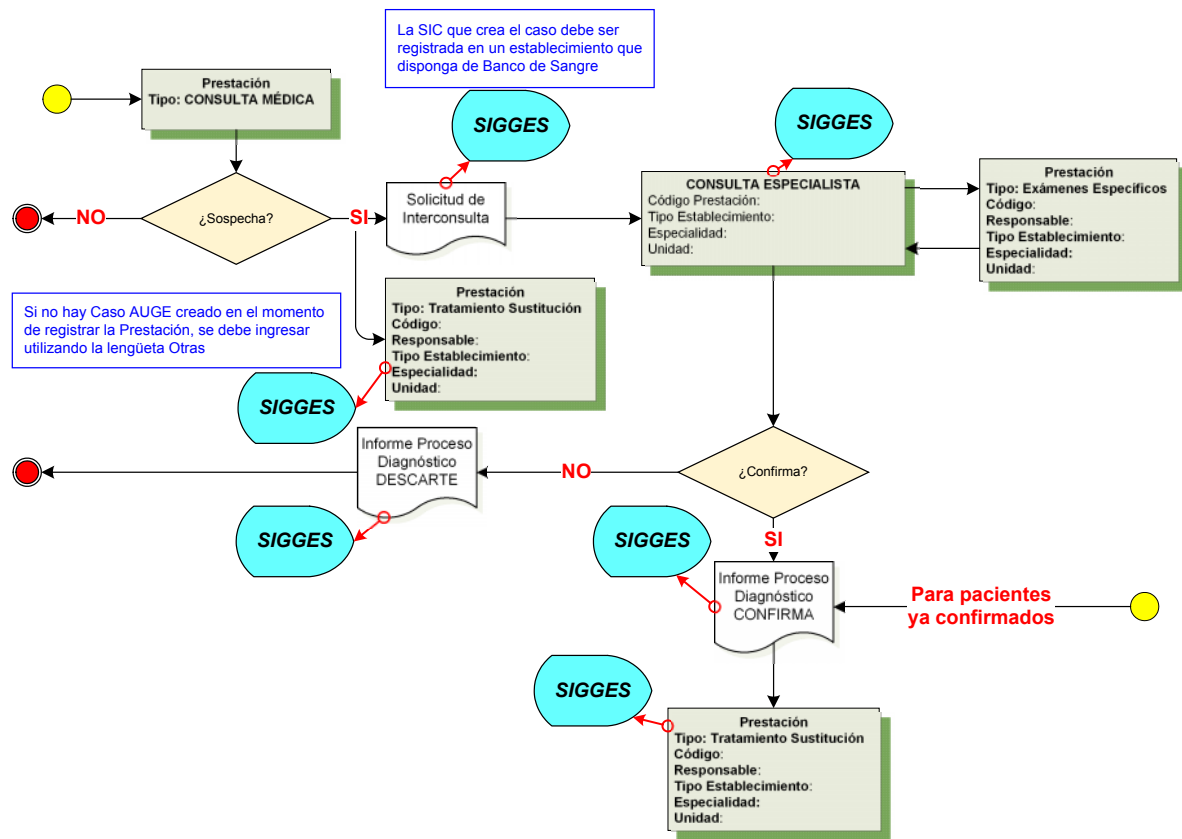 La SIC que crea el caso debe ser
registrada en un establecimiento que
disponga de Banco de Sangre
Prestación
Tipo: CONSULTA MÉDICA
SIGGES
SIGGES
¿Sospecha?
NO
SI
Solicitud de
Interconsulta
CONSULTA ESPECIALISTA
Código Prestación:
Tipo Establecimiento:
Especialidad:
Unidad:
Prestación
Tipo: Exámenes Específicos
Código:
Responsable:
Tipo Establecimiento:
Especialidad:
Unidad:
Si no hay Caso AUGE creado en el momento
de registrar la Prestación, se debe ingresar
utilizando la lengüeta Otras
Prestación
Tipo: Tratamiento Sustitución
Código:
Responsable:
Tipo Establecimiento:
Especialidad:
Unidad:
SIGGES
Informe Proceso
Diagnóstico
DESCARTE
NO
¿Confirma?
SIGGES
SIGGES
SI
Informe Proceso
Diagnóstico
CONFIRMA
Para pacientes
ya confirmados
SIGGES
Prestación
Tipo: Tratamiento Sustitución
Código:
Responsable:
Tipo Establecimiento:
Especialidad:
Unidad: